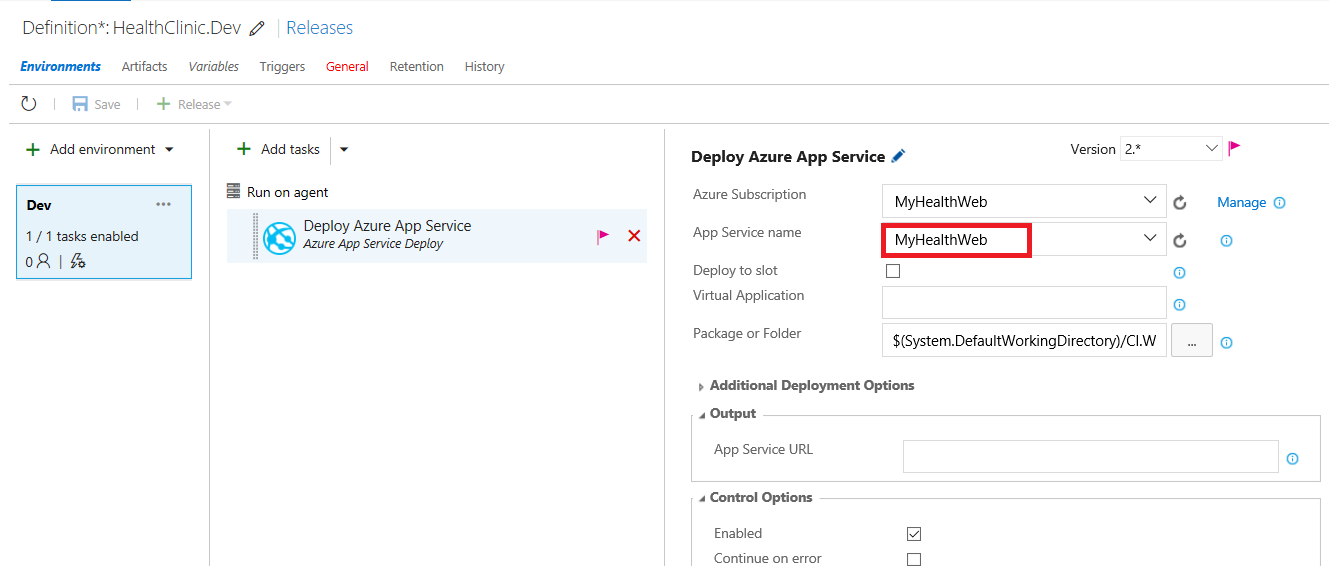 Definition*: HealthClinic.Dev Releases
Environments Artifacts Variables Triggers General Retention History
Save Release
Add environment
Dev ...
1 / 1 tasks enabled
0 |
Add tasks
Run on agent
Deploy Azure App Service
Azure App Service Deploy
Deploy Azure App Service
Version 2.*
Azure Subscription MyHealthWeb Manage
App Service name MyHealthWeb
Deploy to slot
Virtual Application
Package or Folder $(System.DefaultWorkingDirectory)/CI.W ...
Additional Deployment Options
Output
App Service URL
Control Options
Enabled
Continue on error